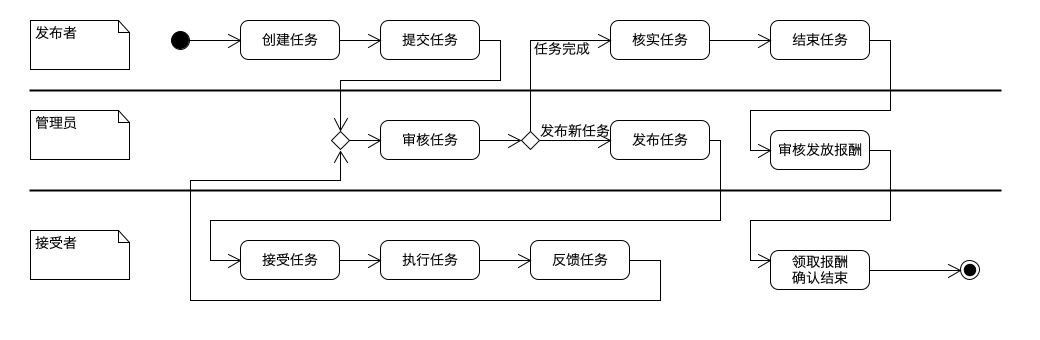 发布者
创建任务
提交任务
任务完成
核实任务
结束任务
管理员
审核任务
发布新任务
发布任务
审核发放报酬
接受者
接受任务
执行任务
反馈任务
领取报酬
确认结束